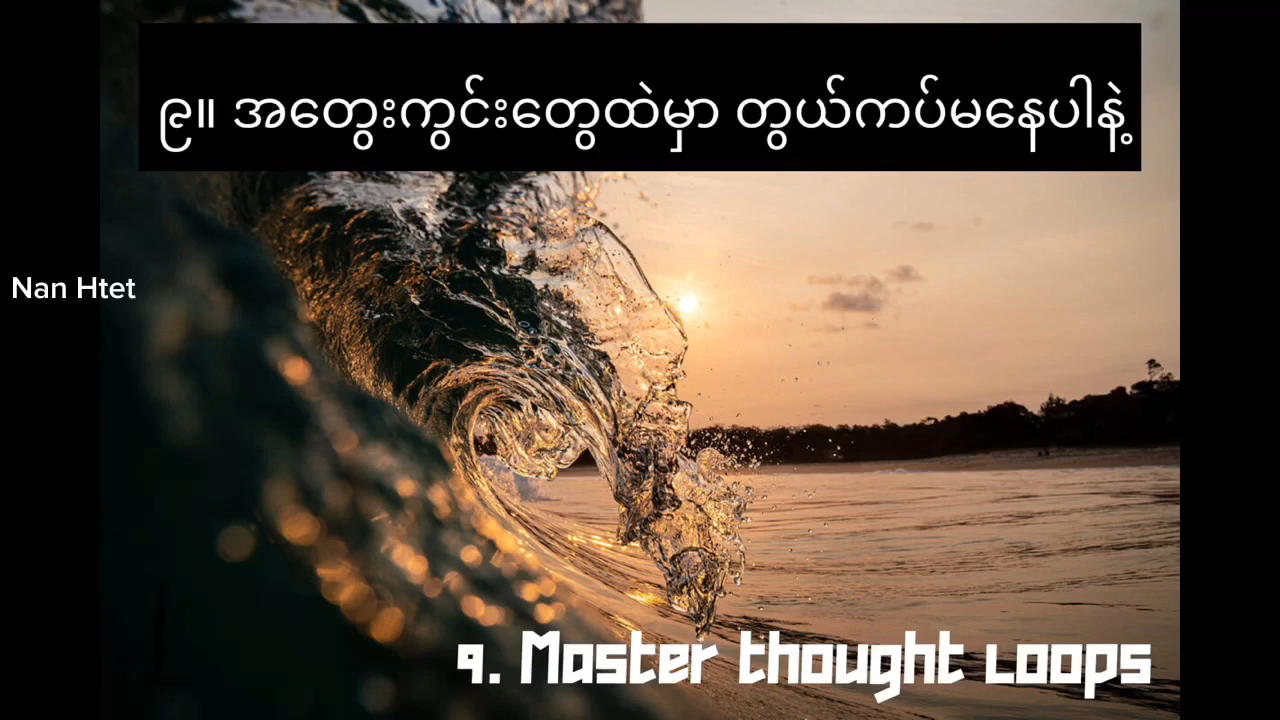 ၉။ အတွေးကွင်းတွေထဲမှာ တွယ်ကပ်မနေပါနဲ့
Nan Htet
9. Master thought Loops